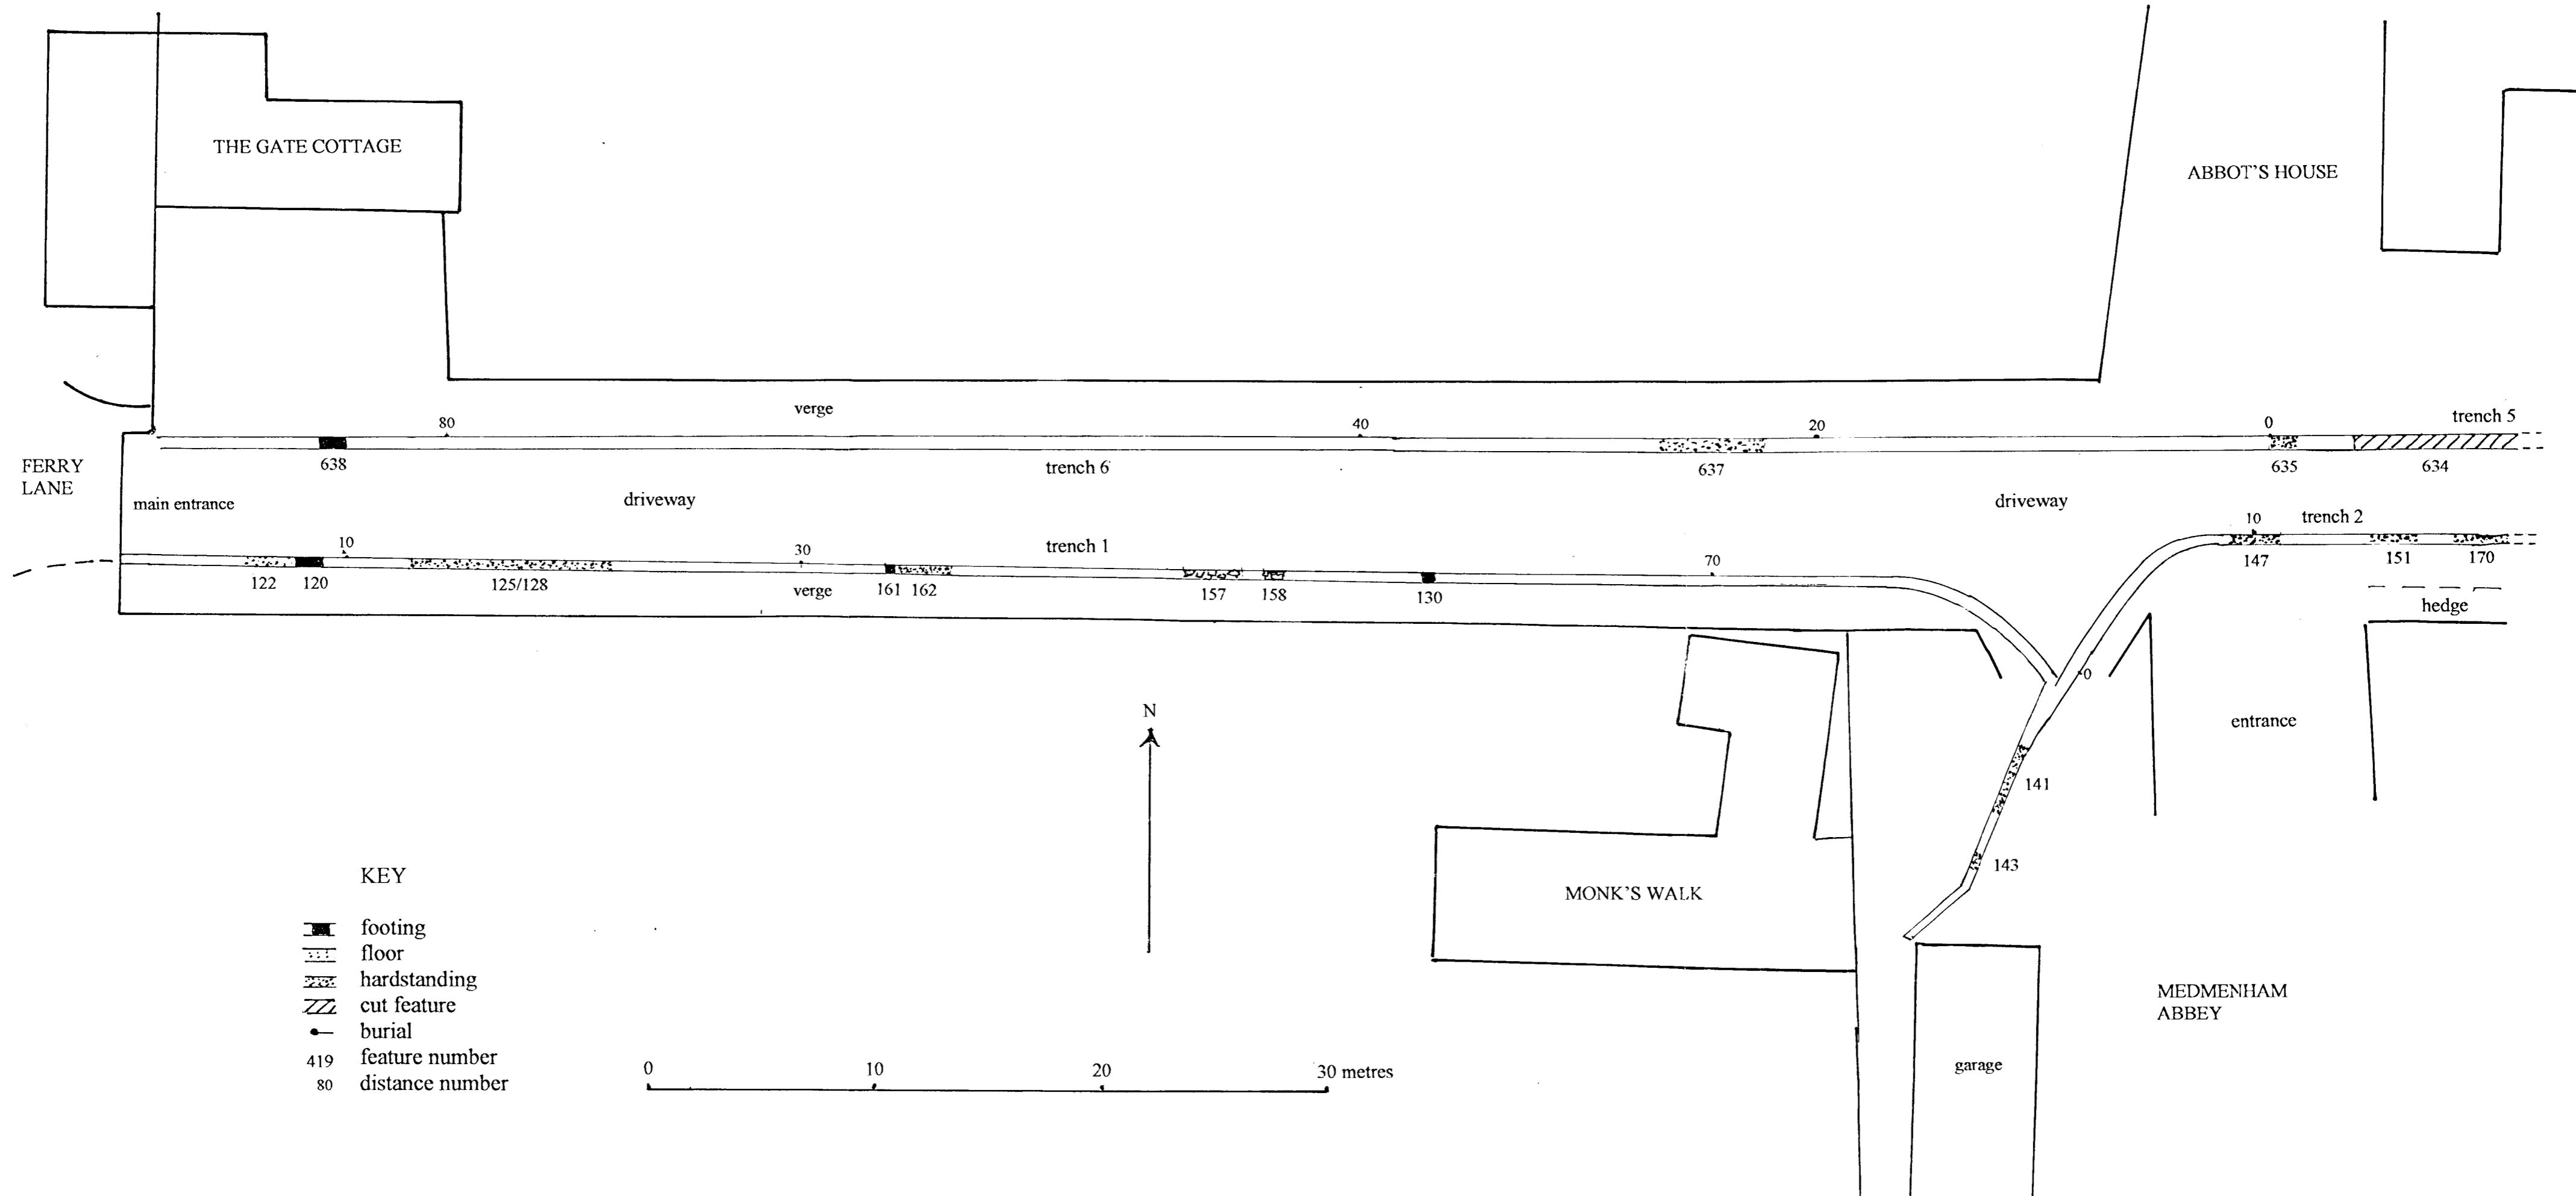 THE GATE COTTAGE
ABBOT'S HOUSE
verge
80
40
20
0
trench 5
638
trench 6
637
635
634
FERRY
LANE
main entrance
driveway
driveway
10
30
trench 1
70
10
trench 2
122
120
125/128
verge
161
162
157
158
130
147
151
170
hedge
0
N
entrance
141
143
MONK'S WALK
KEY
footing
floor
hardstanding
cut feature
burial
419 feature number
80 distance number
0
10
20
30 metres
MEDMENHAM
ABBEY
garage